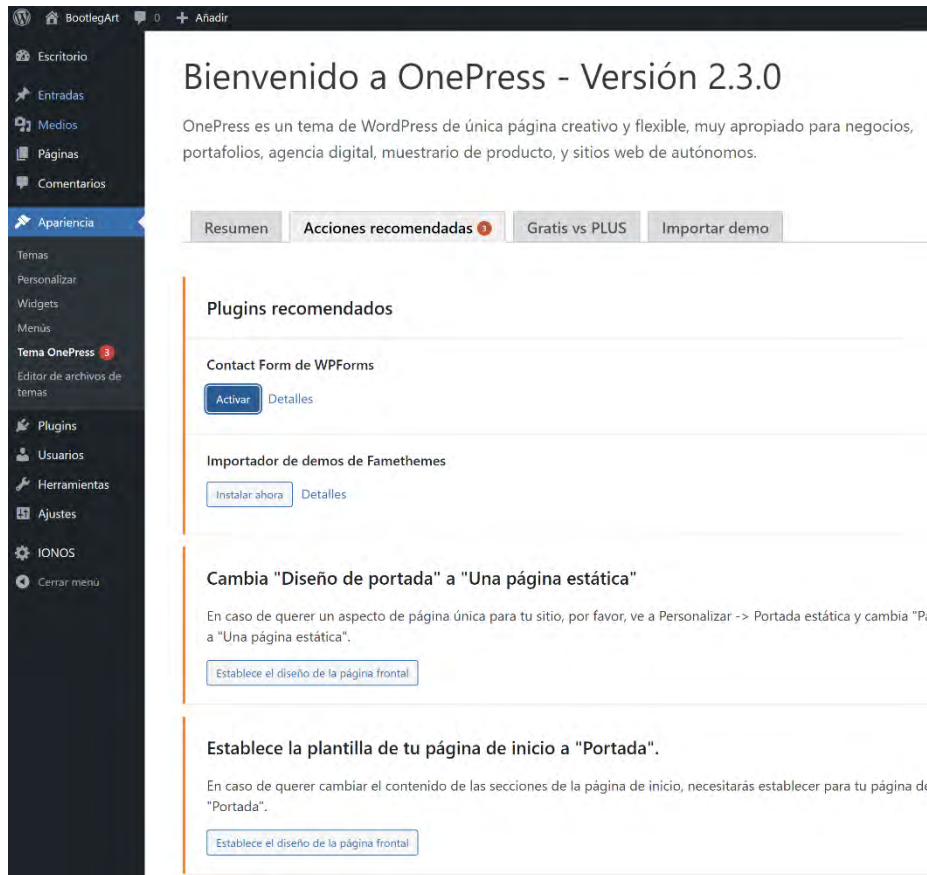 BootlegArt 0 + Añadir
Escritorio
Entradas
Medios
Páginas
Comentarios
Apariencia
Temas
Personalizar
Widgets
Menús
Tema OnePress 3
Editor de archivos de
temas
Plugins
Usuarios
Herramientas
Ajustes
IONOS
Cerrar menú
Bienvenido a OnePress - Versión 2.3.0
OnePress es un tema de WordPress de única página creativo y flexible, muy apropiado para negocios,
portafolios, agencia digital, muestrario de producto, y sitios web de autónomos.
Resumen Acciones recomendadas 3 Gratis vs PLUS Importar demo
Plugins recomendados
Contact Form de WPForms
Activar Detalles
Importador de demos de Famethemes
Instalar ahora Detalles
Cambia "Diseño de portada" a "Una página estática"
En caso de querer un aspecto de página única para tu sitio, por favor, ve a Personalizar -> Portada estática y cambia "Pa
a "Una página estática".
Establece el diseño de la página frontal
Establece la plantilla de tu página de inicio a "Portada".
En caso de querer cambiar el contenido de las secciones de la página de inicio, necesitarás establecer para tu página de
"Portada".
Establece el diseño de la página frontal